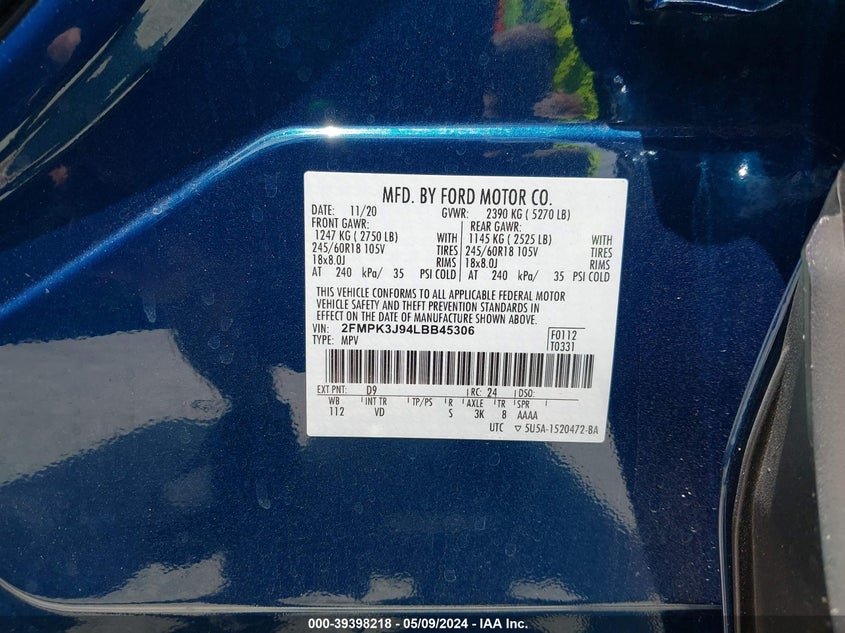 MFD. BY FORD MOTOR CO.
DATE: 11/20 GVWR: 2390 KG ( 5270 LB)
FRONT GAWR: REAR GAWR:
1247 KG ( 2750 LB) WITH 1145 KG ( 2525 LB) WITH
245/60R18 105V TIRES 245/60R18 105V TIRES
18x8.0J RIMS 18x8.0J RIMS
AT 240 kPa/ 35 PSI COLD AT 240 kPa/ 35 PSI COLD
THIS VEHICLE CONFORMS TO ALL APPLICABLE FEDERAL MOTOR
VEHICLE SAFETY AND THEFT PREVENTION STANDARDS IN
EFFECT ON THE DATE OF MANUFACTURE SHOWN ABOVE.
VIN: 2FMPK3J94LBB45306 F0112
TYPE: MPV T0331
EXT PNT: D9 RC: 24 DSO:
WB INT TR TP/PS R AXLE TR SPR
112 VD S 3K 8 AAAA
UTC ▽ 5U5A-1520472-BA
000-39398218 - 05/09/2024 - IAA Inc.